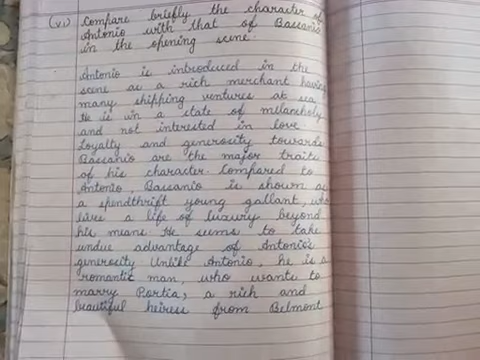 (vi) Compare briefly the character of
Antonio with that of Bassanio
in the opening scene.
Antonio is introduced in the
scene as a rich merchant having
many shipping ventures at sea
He is in a state of melancholy
and not interested in love
Loyalty and generosity towards
Bassanio are the major traits
of his character. Compared to
Antonio, Bassanio is shown as
a spendthrift young gallant, who
lives a life of luxury beyond
his means He seems to take
undue advantage of Antonio's
generosity Unlike Antonio, he is a
romantic man, who wants to
marry Portia, a rich and
beautiful heiress from Belmont